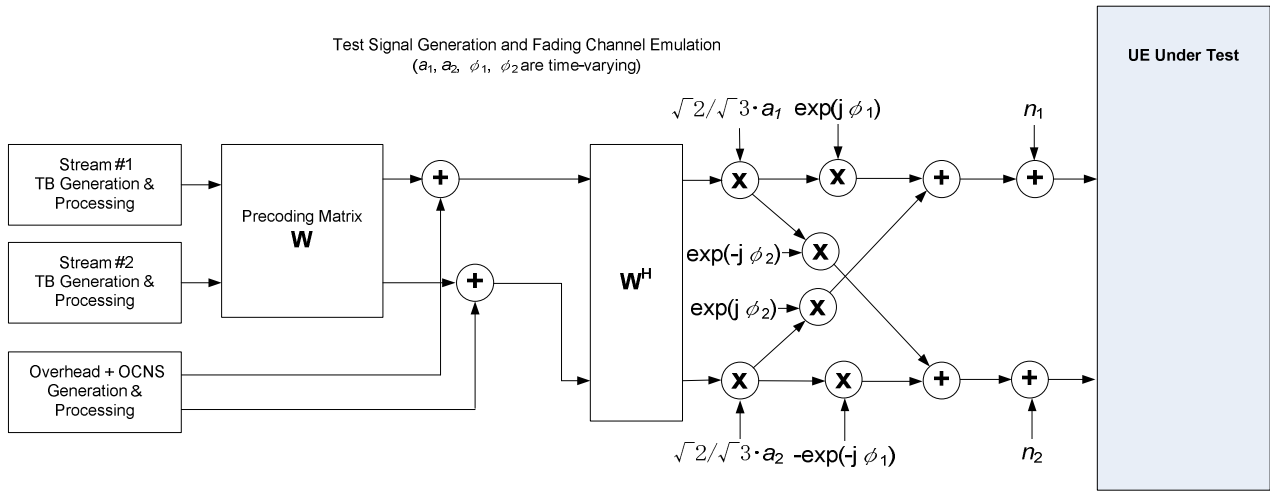 Test Signal Generation and Fading Channel Emulation
(a1, a2, ϕ1, ϕ2 are time-varying)
UE Under Test
√2/√3・a1
exp(j ϕ1)
n1
Stream #1
TB Generation &
Processing
Precoding Matrix
W
+
x
x
+
+
Stream #2
TB Generation &
Processing
+
W^H
exp(-j ϕ2)
x
exp(j ϕ2)
x
Overhead + OCNS
Generation &
Processing
x
x
+
+
√2/√3・a2
-exp(-j ϕ1)
n2